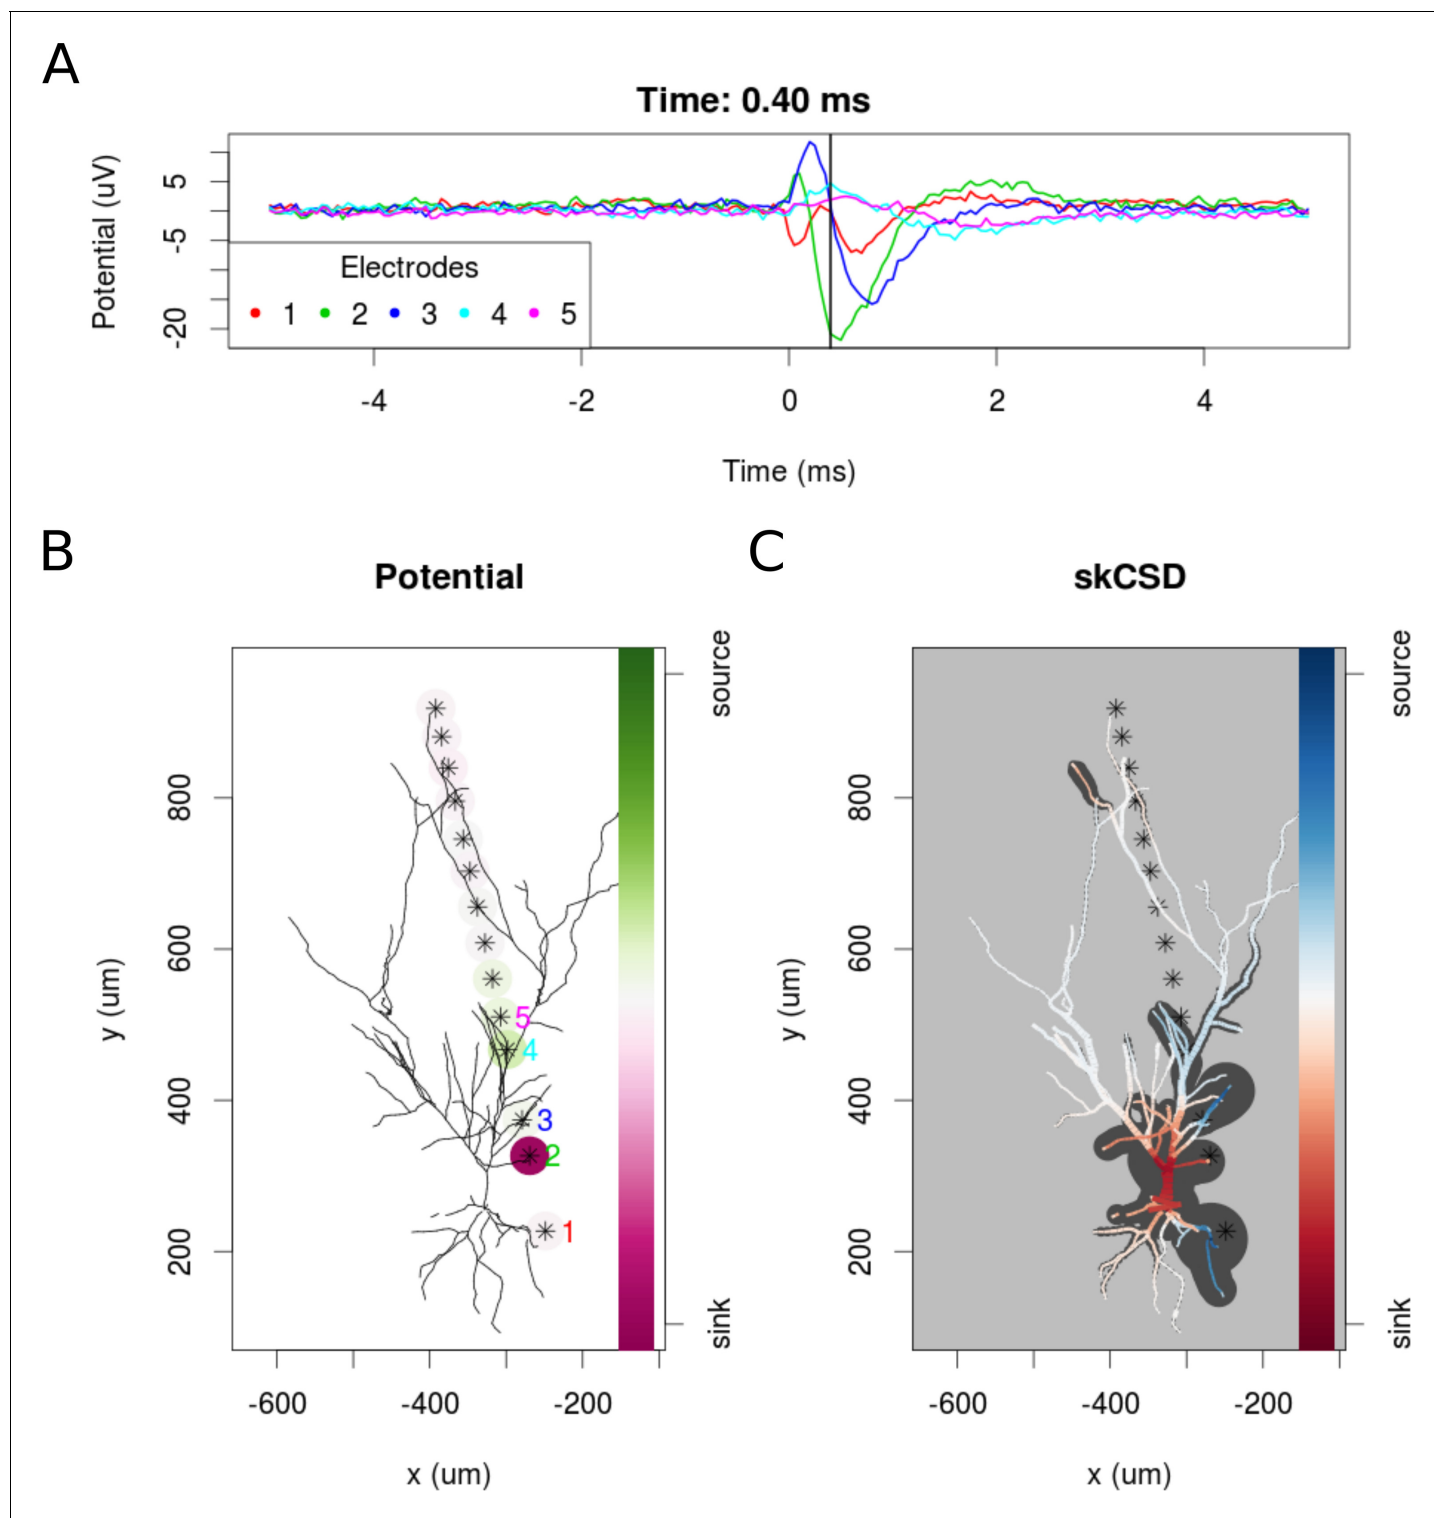 A
Time: 0.40 ms
Potential (uV)
5
-5
-20
Electrodes
1 2 3 4 5
-4 -2 0 2 4
Time (ms)
B
Potential
y (um)
800
600
400
200
5
4
3
2
1
source
sink
-600 -400 -200
x (um)
C
skCSD
y (um)
800
600
400
200
source
sink
-600 -400 -200
x (um)